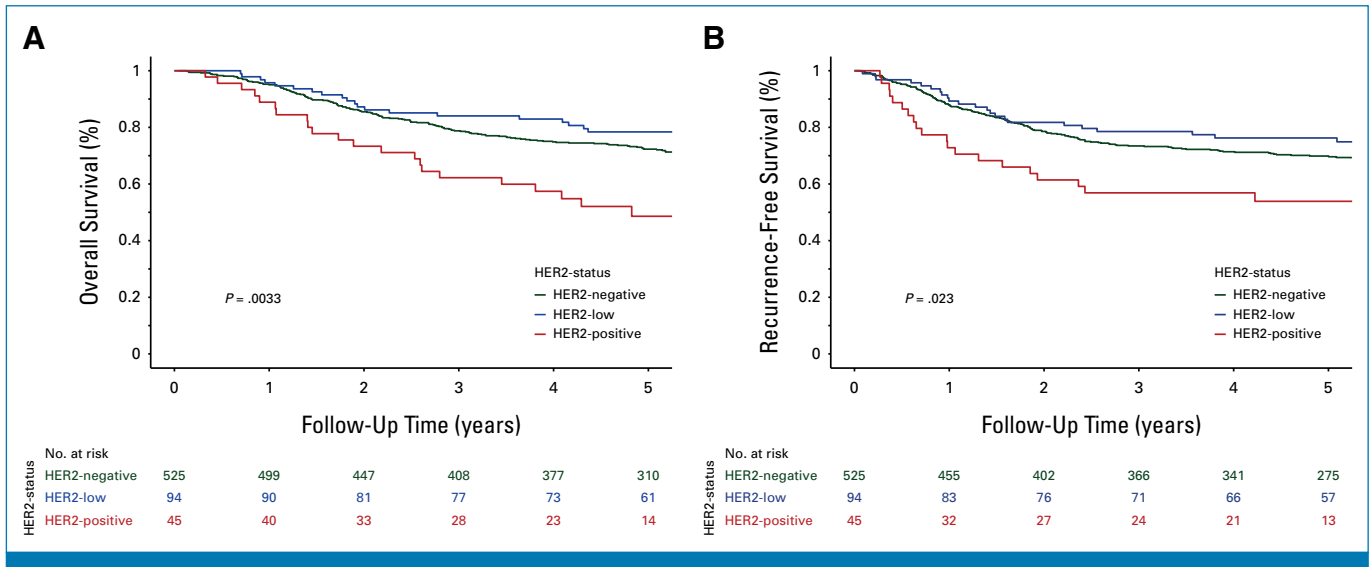 A
Overall Survival (%)
1
0.8
0.6
0.4
0.2
0
P = .0033
HER2-status
HER2-negative
HER2-low
HER2-positive
0 1 2 3 4 5
Follow-Up Time (years)
HER2-status
No. at risk
HER2-negative 525 499 447 408 377 310
HER2-low 94 90 81 77 73 61
HER2-positive 45 40 33 28 23 14
B
Recurrence-Free Survival (%)
1
0.8
0.6
0.4
0.2
0
P = .023
HER2-status
HER2-negative
HER2-low
HER2-positive
0 1 2 3 4 5
Follow-Up Time (years)
HER2-status
No. at risk
HER2-negative 525 455 402 366 341 275
HER2-low 94 83 76 71 66 57
HER2-positive 45 32 27 24 21 13